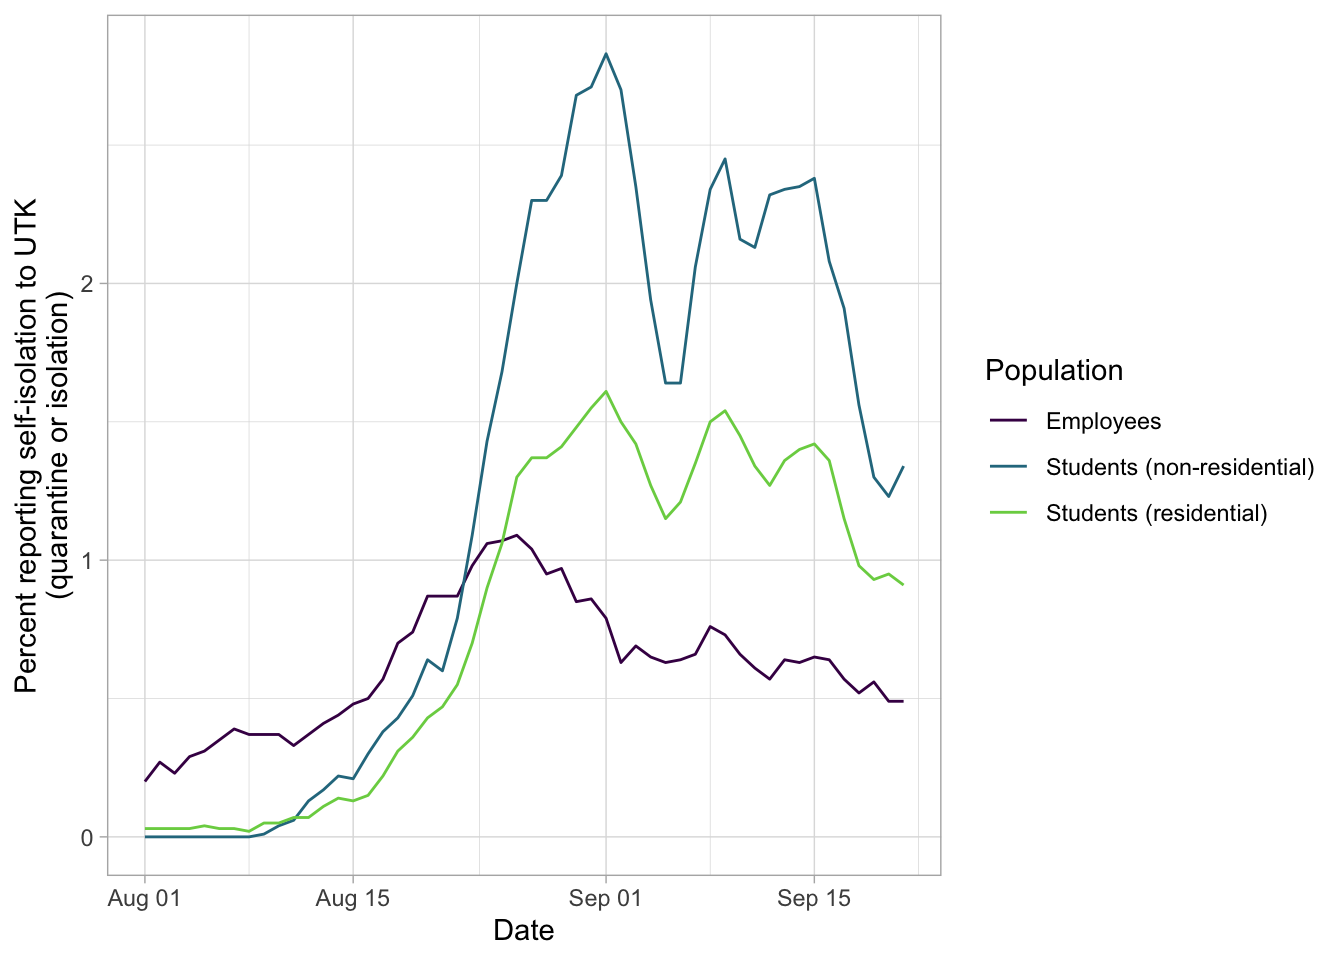 Percent reporting self-isolation to UTK
(quarantine or isolation)
2
1
0
Aug 01
Aug 15
Sep 01
Sep 15
Date
Population
Employees
Students (non-residential)
Students (residential)